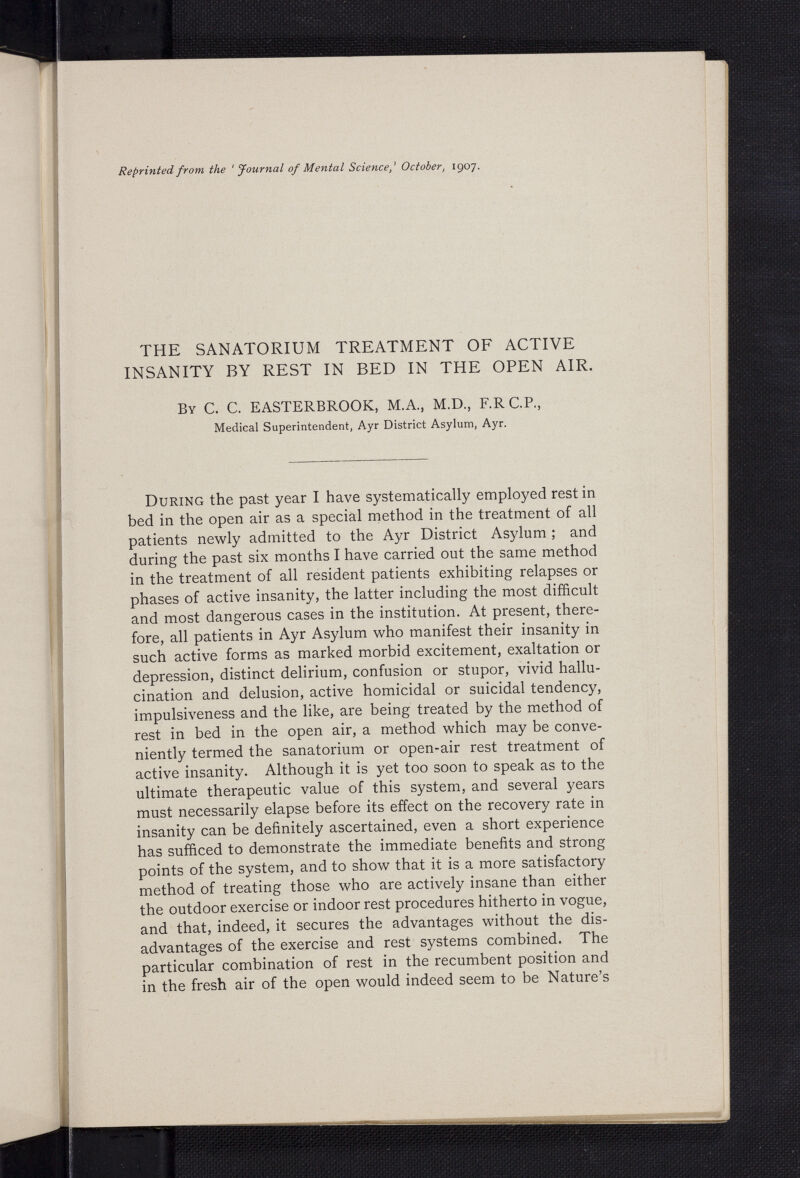 Reprinted from the ‘Journal of Mental Science,’ October, 1907.
THE SANATORIUM TREATMENT OF ACTIVE
INSANITY BY REST IN BED IN THE OPEN AIR.
By C. C. EASTERBROOK, M.A., M.D., F.R C.P.,
Medical Superintendent, Ayr District Asylum, Ayr.
During the past year I have systematically employed rest in
bed in the open air as a special method in the treatment of all
patients newly admitted to the Ayr District Asylum; and
during the past six months I have carried out the same method
in the treatment of all resident patients exhibiting relapses or
phases of active insanity, the latter including the most difficult
and most dangerous cases in the institution. At present, there-
fore, all patients in Ayr Asylum who manifest their insanity in
such active forms as marked morbid excitement, exaltation or
depression, distinct delirium, confusion or stupor, vivid hallu-
cination and delusion, active homicidal or suicidal tendency,
impulsiveness and the like, are being treated by the method of
rest in bed in the open air, a method which may be conve-
niently termed the sanatorium or open-air rest treatment of
active insanity. Although it is yet too soon to speak as to the
ultimate therapeutic value of this system, and several years
must necessarily elapse before its effect on the recovery rate in
insanity can be definitely ascertained, even a short experience
has sufficed to demonstrate the immediate benefits and strong
points of the system, and to show that it is a more satisfactory
method of treating those who are actively insane than either
the outdoor exercise or indoor rest procedures hitherto in vogue,
and that, indeed, it secures the advantages without the dis-
advantages of the exercise and rest systems combined. The
particular combination of rest in the recumbent position and
in the fresh air of the open would indeed seem to be Nature’s